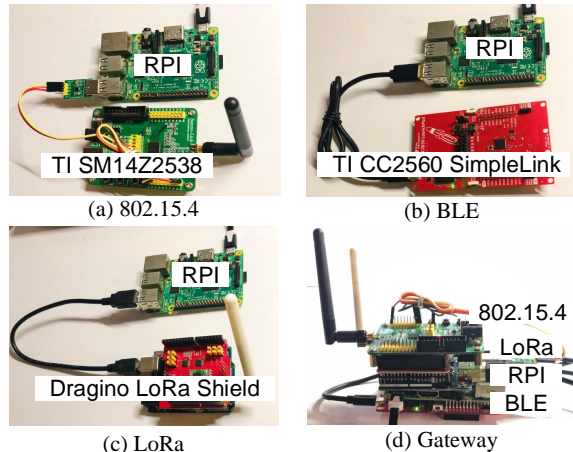 RPI
TI SM14Z2538
(a) 802.15.4
RPI
TI CC2560 SimpleLink
(b) BLE
RPI
Dragino LoRa Shield
(c) LoRa
802.15.4
LoRa
RPI
BLE
(d) Gateway